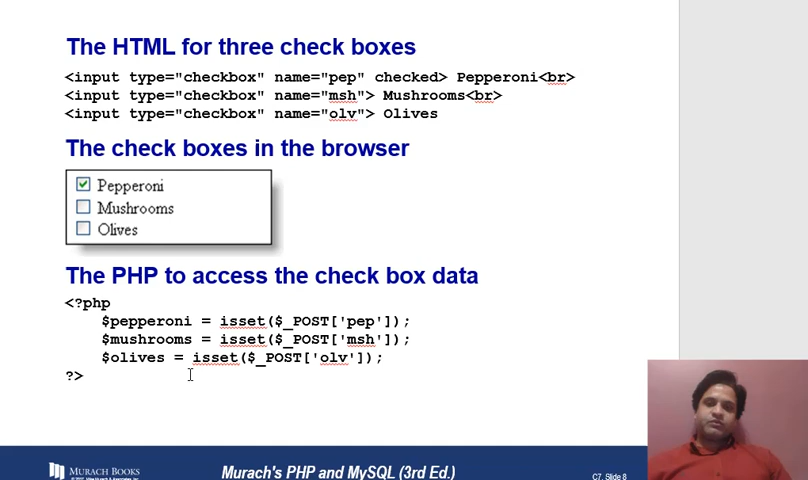 The HTML for three check boxes
<input type="checkbox" name="pep" checked> Pepperoni<br>
<input type="checkbox" name="msh"> Mushrooms<br>
<input type="checkbox" name="olv"> Olives
The check boxes in the browser
Pepperoni
Mushrooms
Olives
The PHP to access the check box data
<?php
$pepperoni = isset($_POST['pep']);
$mushrooms = isset($_POST['msh']);
$olives = isset($_POST['olv']);
?>
MURACH BOOKS
Murach's PHP and MySQL (3rd Ed.)
C7, Slide 8